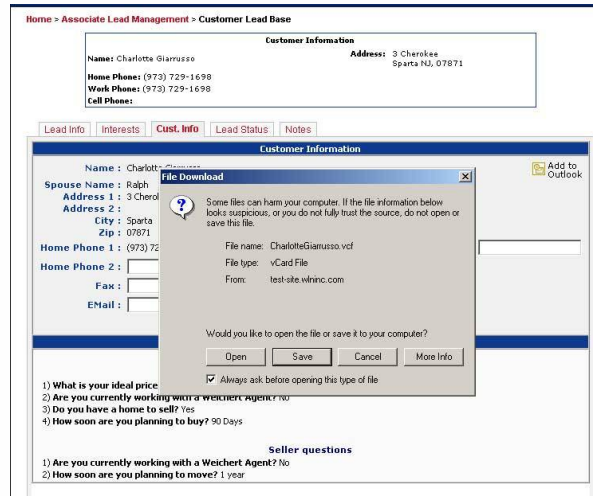 Home > Associate Lead Management > Customer Lead Base
Customer Information
Name: Charlotte Giarrusso
Address: 3 Cherokee
Sparta NJ, 07871
Home Phone: (973) 729-1698
Work Phone: (973) 729-1698
Cell Phone:
Lead Info Interests Cust. Info Lead Status Notes
Customer Information
Name : Charlotte Giarrusso
Add to
Outlook
Spouse Name : Ralph
Address 1 : 3 Cherol
Address 2 :
City : Sparta
Zip : 07871
Home Phone 1 : (973) 72
Home Phone 2 :
Fax :
EMail :
File Download
Some files can harm your computer. If the file information below
looks suspicious, or you do not fully trust the source, do not open or
save this file.
File name: CharlotteGiarrusso.vcf
File type: vCard File
From: test-site.wlninc.com
Would you like to open the file or save it to your computer?
Open Save Cancel More Info
Always ask before opening this type of file
1) What is your ideal price
2) Are you currently working with a Weichert Agent? No
3) Do you have a home to sell? Yes
4) How soon are you planning to buy? 90 Days
Seller questions
1) Are you currently working with a Weichert Agent? No
2) How soon are you planning to move? 1 year